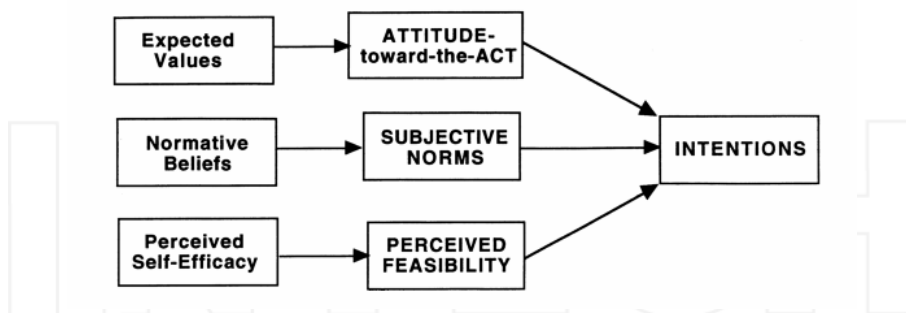 Expected
Values
ATTITUDE-
toward-the-ACT
Normative
Beliefs
SUBJECTIVE
NORMS
INTENTIONS
Perceived
Self-Efficacy
PERCEIVED
FEASIBILITY